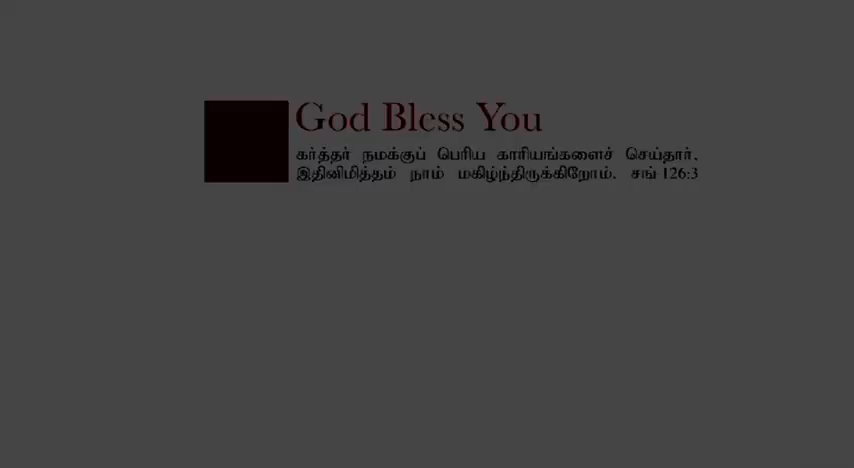 God Bless You
கர்த்தர் நமக்குப் பெரிய காரியங்களைச் செய்தார்,
இதினிமித்தம் நாம் மகிழ்ந்திருக்கிறோம். சங் 126:3